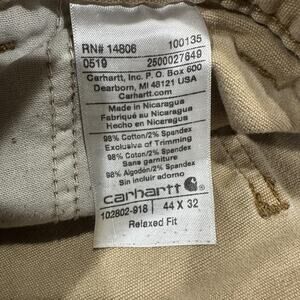 RN# 14806 100135
0519 2500027649
Carhartt, Inc. P.O. Box 600
Dearborn, MI 48121 USA
Carhartt.com
Made in Nicaragua
Fabriqué au Nicaragua
Hecho en Nicaragua
98% Cotton/2% Spandex
Exclusive of Trimming
98% Coton/2% Spandex
Sans garniture
98% Algodón/2% Spandex
Sin incluir adorno
carhartt
102802-918 44 X 32
Relaxed Fit